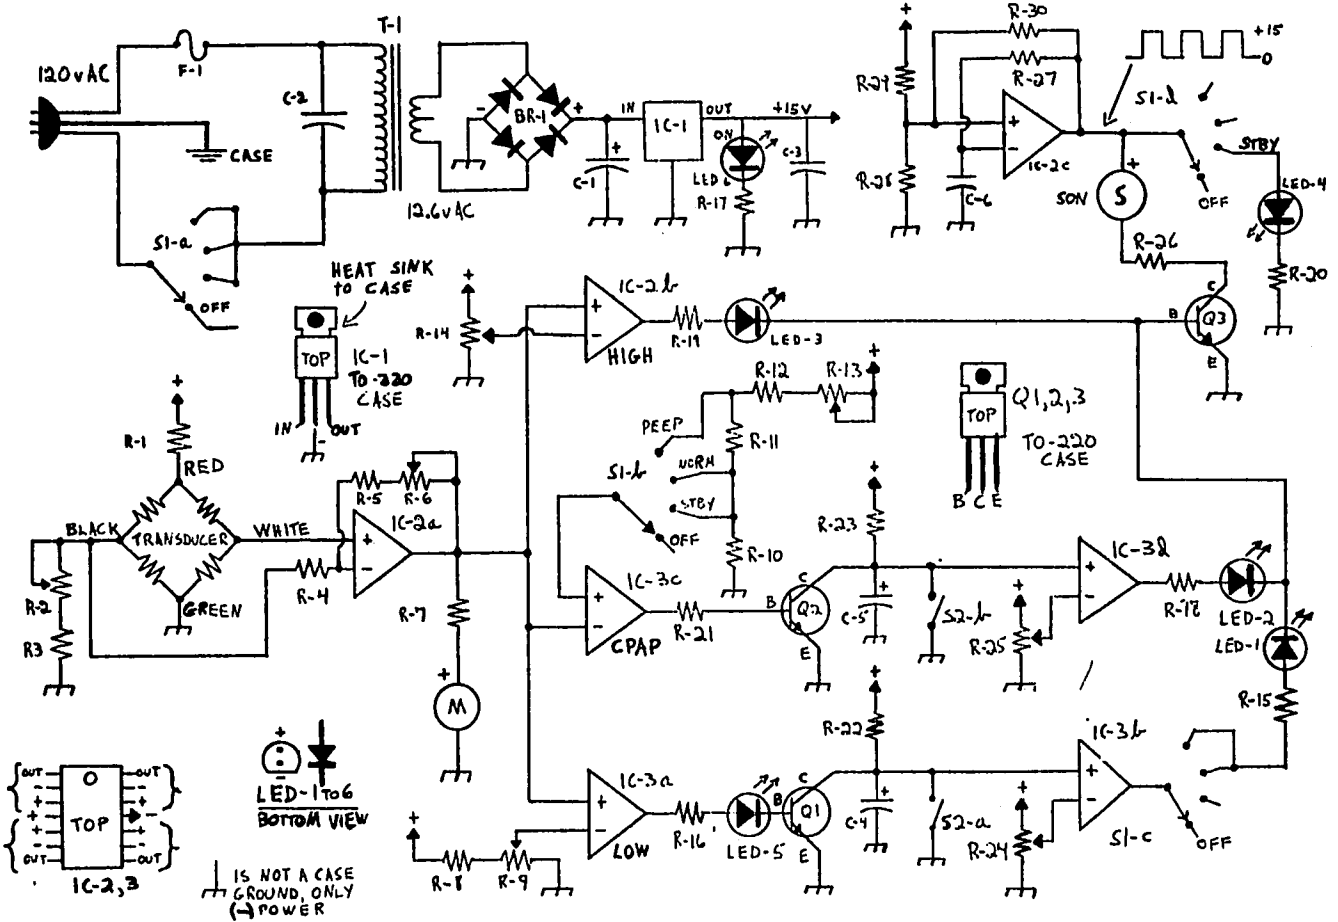 T-1
R-30
+
+15
0
120VAC
F-1
C-2
R-29
R-27
S1-d
BR-1
- +
IN
IC-1
OUT
+15V
ON
+
-
IC-2c
STBY
CASE
C-1
+
LED 6
C-3
R-17
R-28
C-6
SON
S
+
OFF
LED-4
12.6VAC
S1-a
OFF
R-26
R-20
HEAT SINK
TO CASE
+
IC-2b
R-14
+
-
HIGH
R-19
LED-3
B
C
Q3
E
TOP
IC-1
TO-220
CASE
IN
-
OUT
R-12
R-13
+
TOP
Q1,2,3
TO-220
CASE
B C E
+
R-1
RED
PEEP
R-11
S1-b
NORM
STBY
OFF
R-10
R-5
R-6
IC-2a
+
-
BLACK
TRANSDUCER
WHITE
R-4
R-2
R3
GREEN
R-7
+
M
+
R-23
IC-3c
+
-
CPAP
R-21
B
C
Q2
E
C-5
+
S2-b
+
R-25
IC-3d
+
-
R-18
LED-2
LED-1
R-15
+
R-22
IC-3a
+
-
LOW
R-16
LED-5
B
C
Q1
E
C-4
+
S2-a
+
R-24
IC-3b
+
-
S1-c
OFF
+
R-8
R-9
OUT
-
+
+
-
OUT
TOP
OUT
-
+
-
+
-
OUT
IC-2,3
+
-
LED-1 TO 6
BOTTOM VIEW
IS NOT A CASE
GROUND, ONLY
(-) POWER